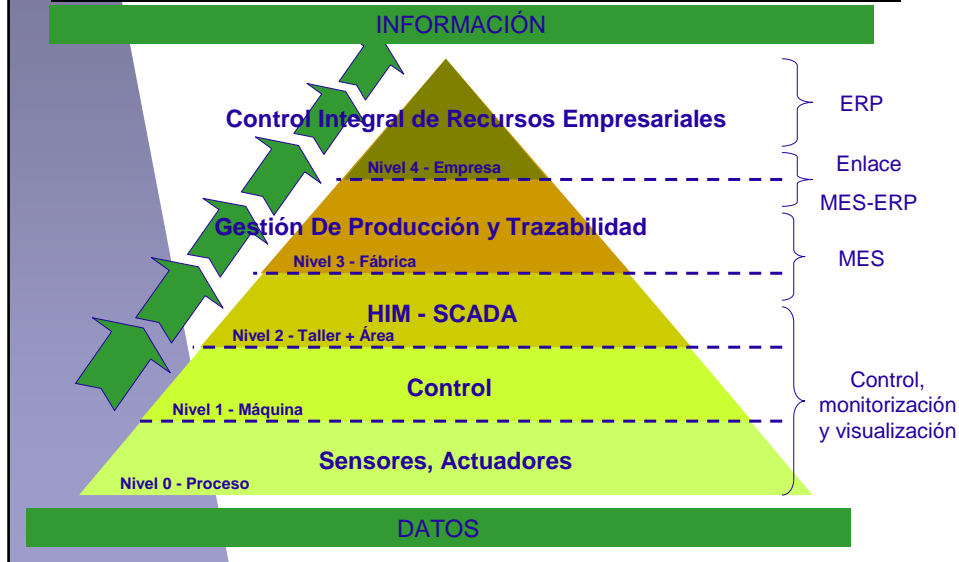 INFORMACIÓN
Control Integral de Recursos Empresariales
Nivel 4 - Empresa
Gestión De Producción y Trazabilidad
Nivel 3 - Fábrica
HIM - SCADA
Nivel 2 - Taller + Área
Control
Nivel 1 - Máquina
Sensores, Actuadores
Nivel 0 - Proceso
DATOS
ERP
Enlace
MES-ERP
MES
Control,
monitorización
y visualización